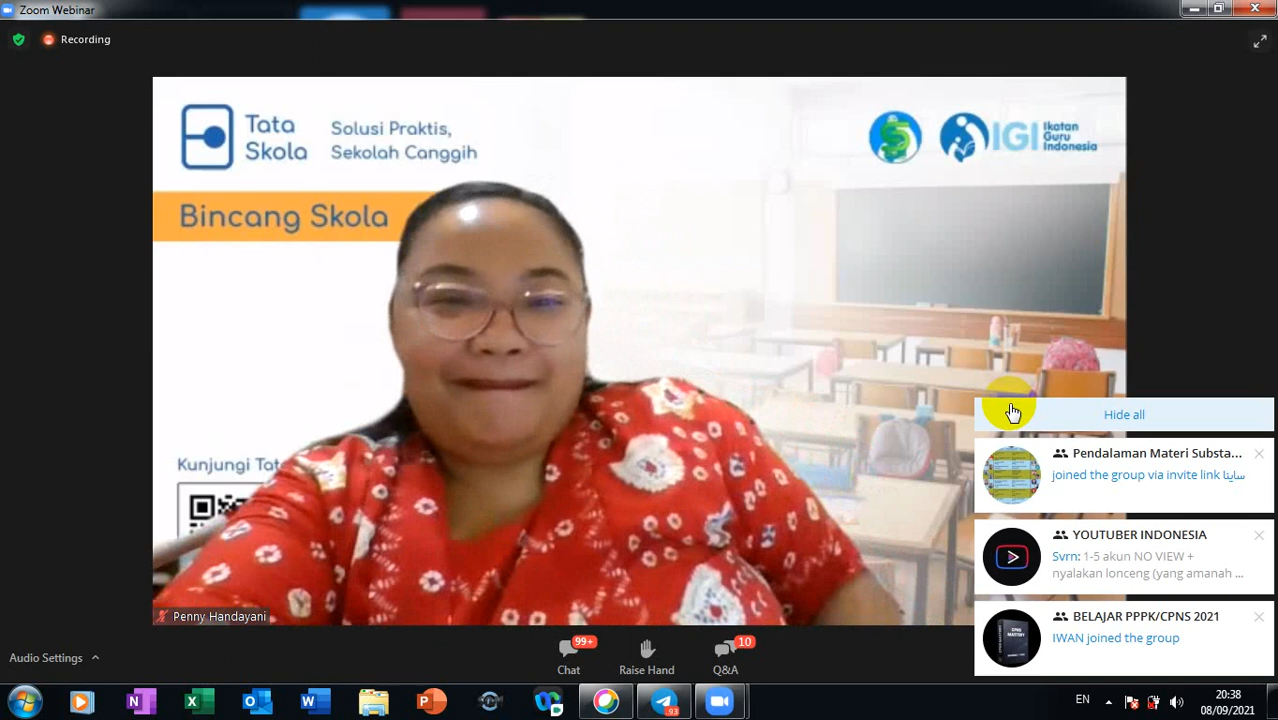 Zoom Webinar
Recording
Tata
Skola
Solusi Praktis,
Sekolah Canggih
IGI Ikatan
Guru
Indonesia
Bincang Skola
Kunjungi Tat
Penny Handayani
Hide all
Pendalaman Materi Substa...
joined the group via invite link ساينا
YOUTUBER INDONESIA
Svrn: 1-5 akun NO VIEW +
nyalakan lonceng (yang amanah ...
BELAJAR PPPK/CPNS 2021
IWAN joined the group
Audio Settings
99+
Chat
Raise Hand
10
Q&A
93
EN
20:38
08/09/2021